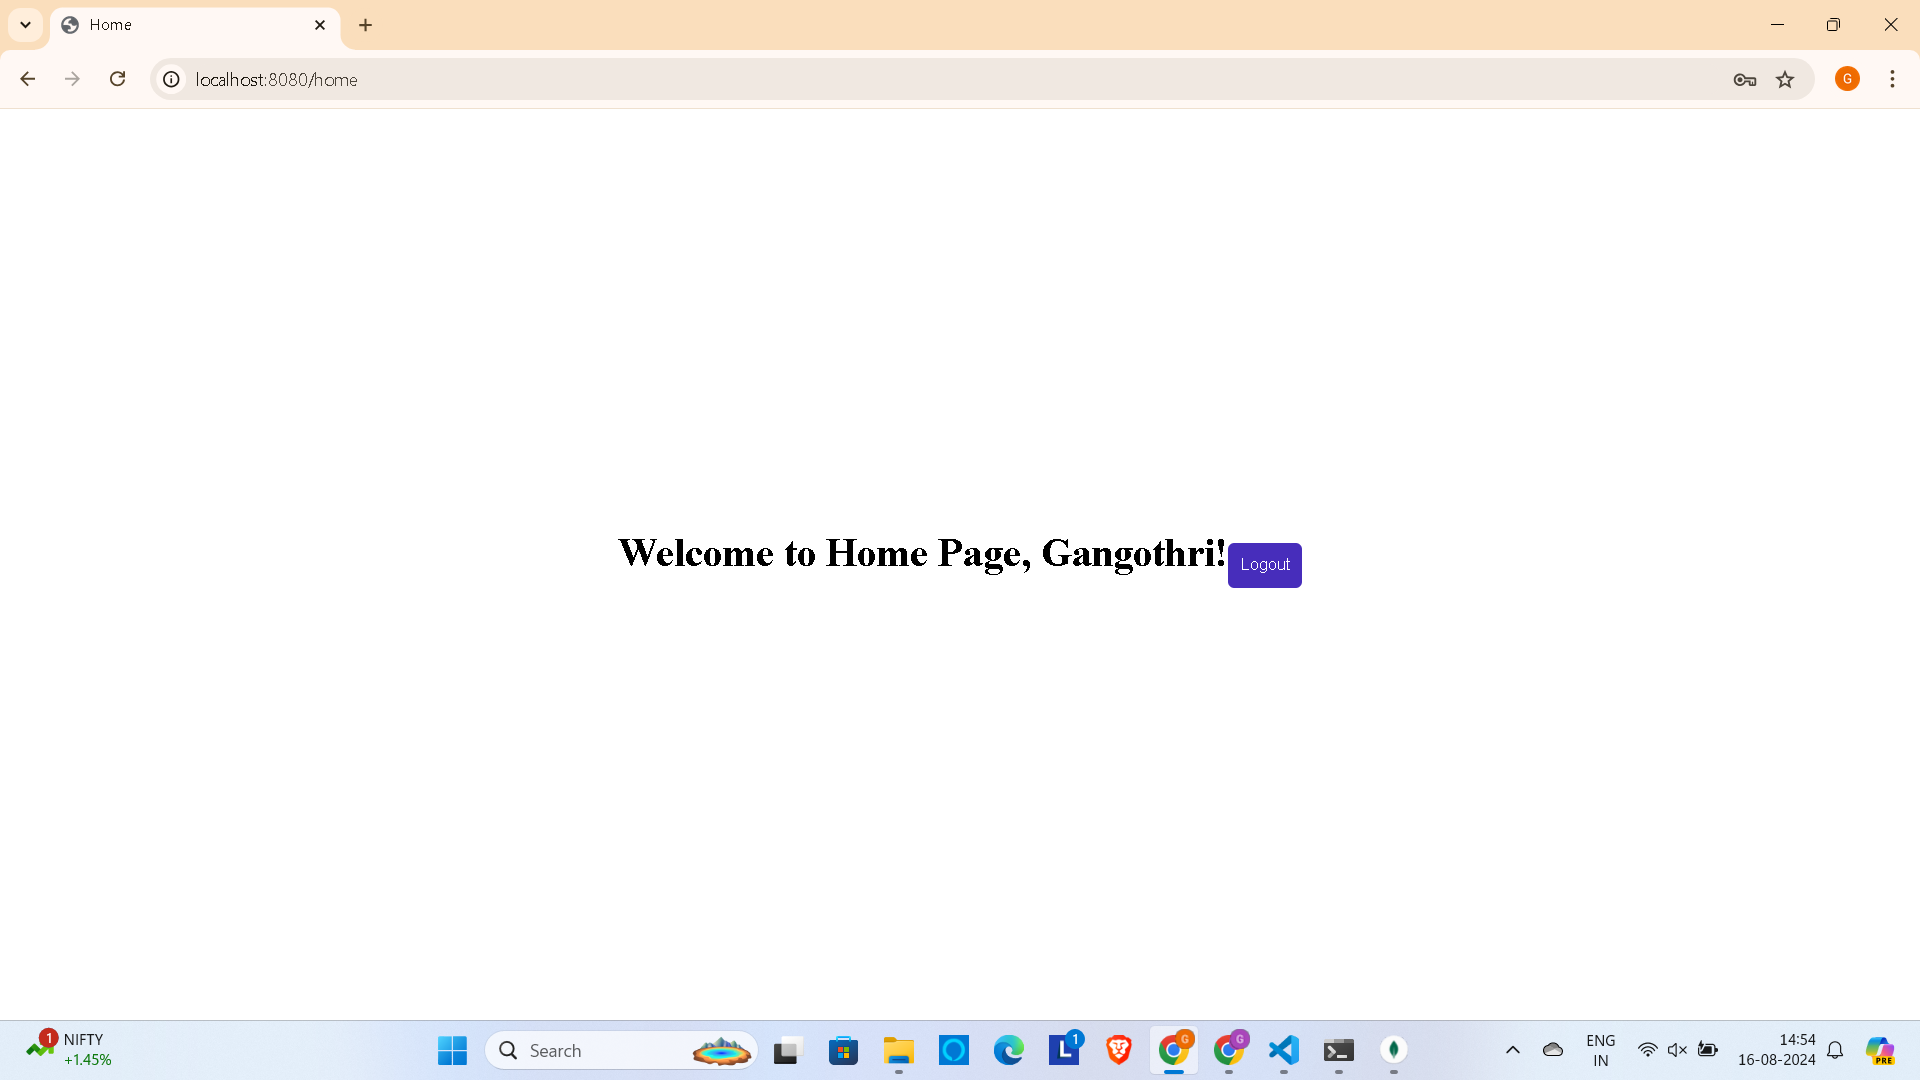 Home
localhost:8080/home
G
Welcome to Home Page, Gangothri!
Logout
1
NIFTY
+1.45%
Search
L
1
G
G
ENG
IN
14:54
16-08-2024
PRE